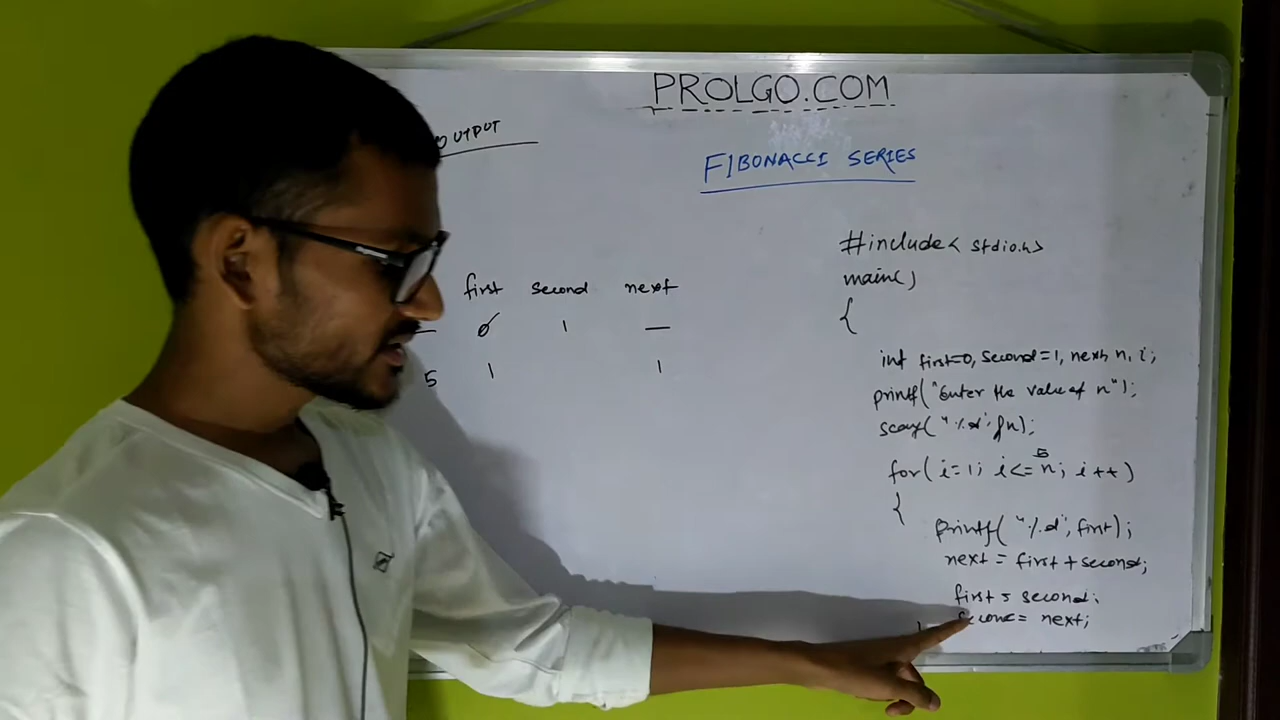 PROLGO.COM
OUTPUT
FIBONACCI SERIES
first second next
0 1 —
5 1 1
#include< stdio.h>
main()
{
int first=0, second=1, next, n, i;
printf("Enter the value of n");
scanf("%d",&n);
5
for( i=1; i<=n; i++)
{
printf("%d",first);
next = first + second;
first = second;
second= next;